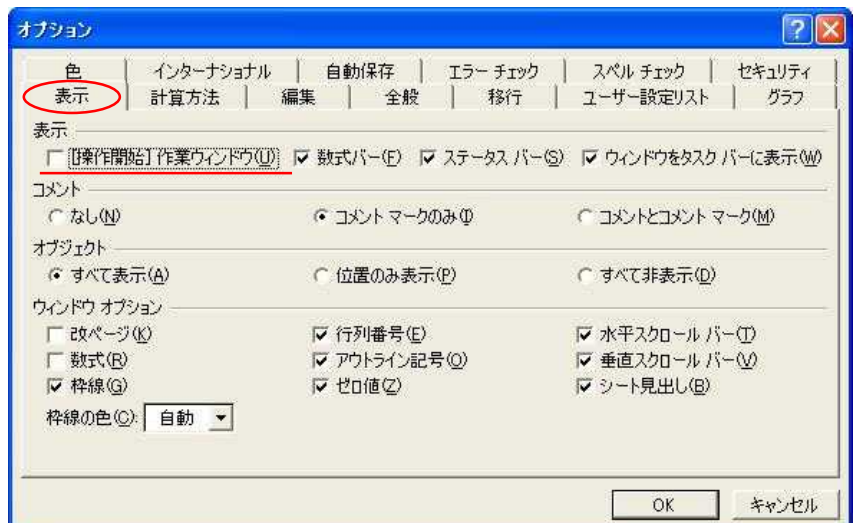 オプション
色 インターナショナル 自動保存 エラー チェック スペル チェック セキュリティ
表示 計算方法 編集 全般 移行 ユーザー設定リスト グラフ
表示
[操作開始] 作業ウィンドウ(U) 数式バー(F) ステータス バー(S) ウィンドウをタスク バーに表示(W)
コメント
なし(N) コメント マークのみ(I) コメントとコメント マーク(M)
オブジェクト
すべて表示(A) 位置のみ表示(P) すべて非表示(D)
ウィンドウ オプション
改ページ(K) 行列番号(E) 水平スクロール バー(T)
数式(R) アウトライン記号(O) 垂直スクロール バー(V)
枠線(G) ゼロ値(Z) シート見出し(B)
枠線の色(C): 自動
OK キャンセル